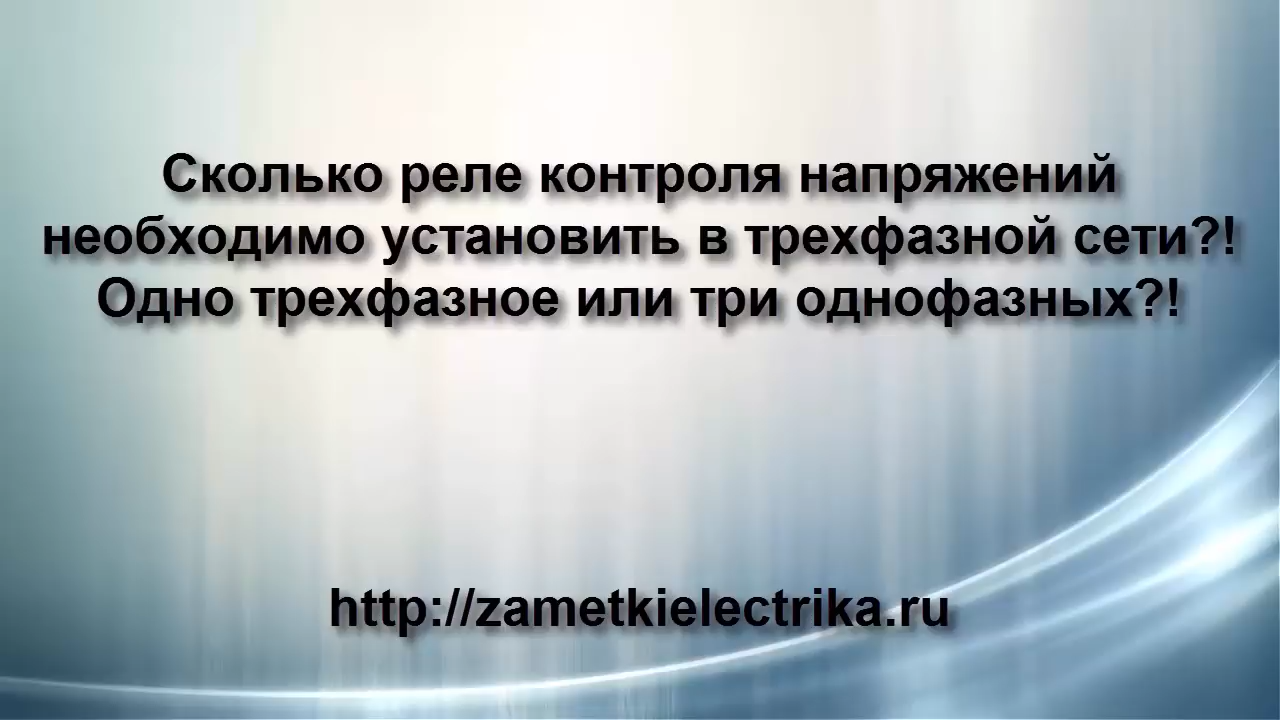 Сколько реле контроля напряжений
необходимо установить в трехфазной сети?!
Одно трехфазное или три однофазных?!
http://zametkielectrika.ru